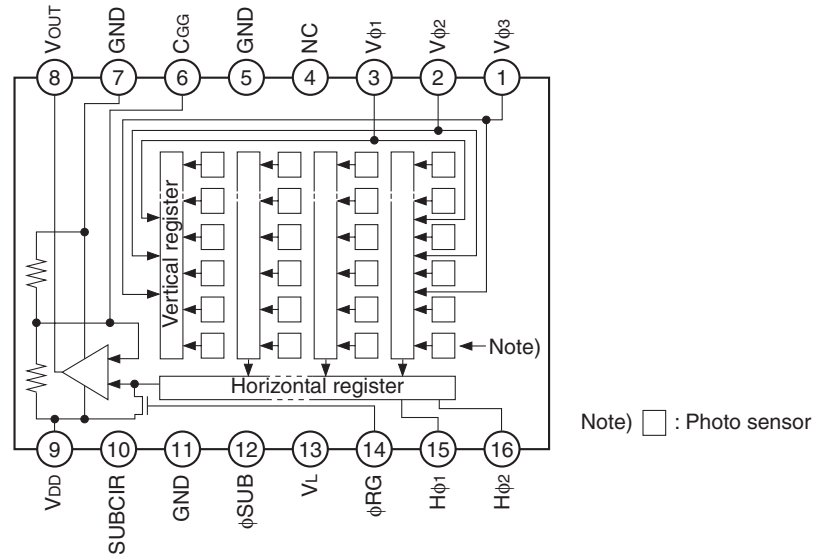 VOUT
GND
CGG
GND
NC
Vϕ1
Vϕ2
Vϕ3
8
7
6
5
4
3
2
1
Vertical register
Note)
Horizontal register
Note) : Photo sensor
9
10
11
12
13
14
15
16
VDD
SUBCIR
GND
ϕSUB
VL
ϕRG
Hϕ1
Hϕ2